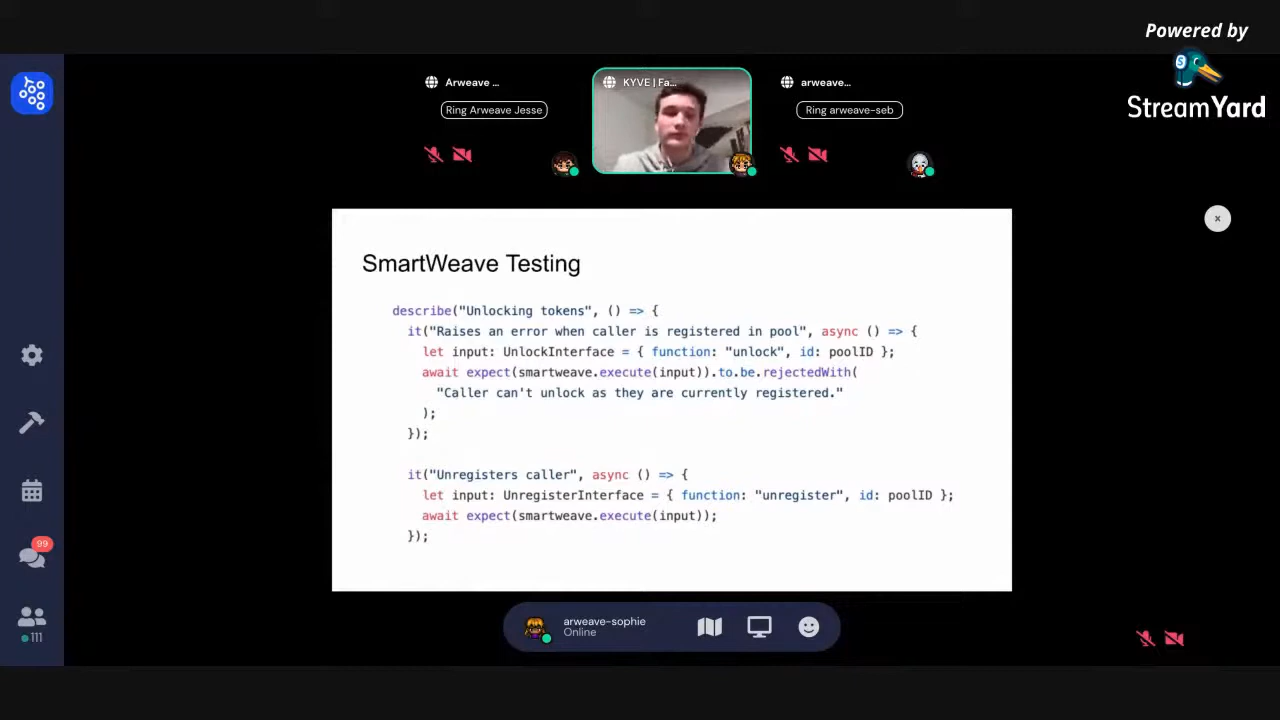 Powered by
StreamYard
Arweave ...
Ring Arweave Jesse
KYVE | Fa...
arweave...
Ring arweave-seb
×
SmartWeave Testing
describe("Unlocking tokens", () => {
it("Raises an error when caller is registered in pool", async () => {
let input: UnlockInterface = { function: "unlock", id: poolID };
await expect(smartweave.execute(input)).to.be.rejectedWith(
"Caller can't unlock as they are currently registered."
);
});
it("Unregisters caller", async () => {
let input: UnregisterInterface = { function: "unregister", id: poolID };
await expect(smartweave.execute(input));
});
99
111
arweave-sophie
Online